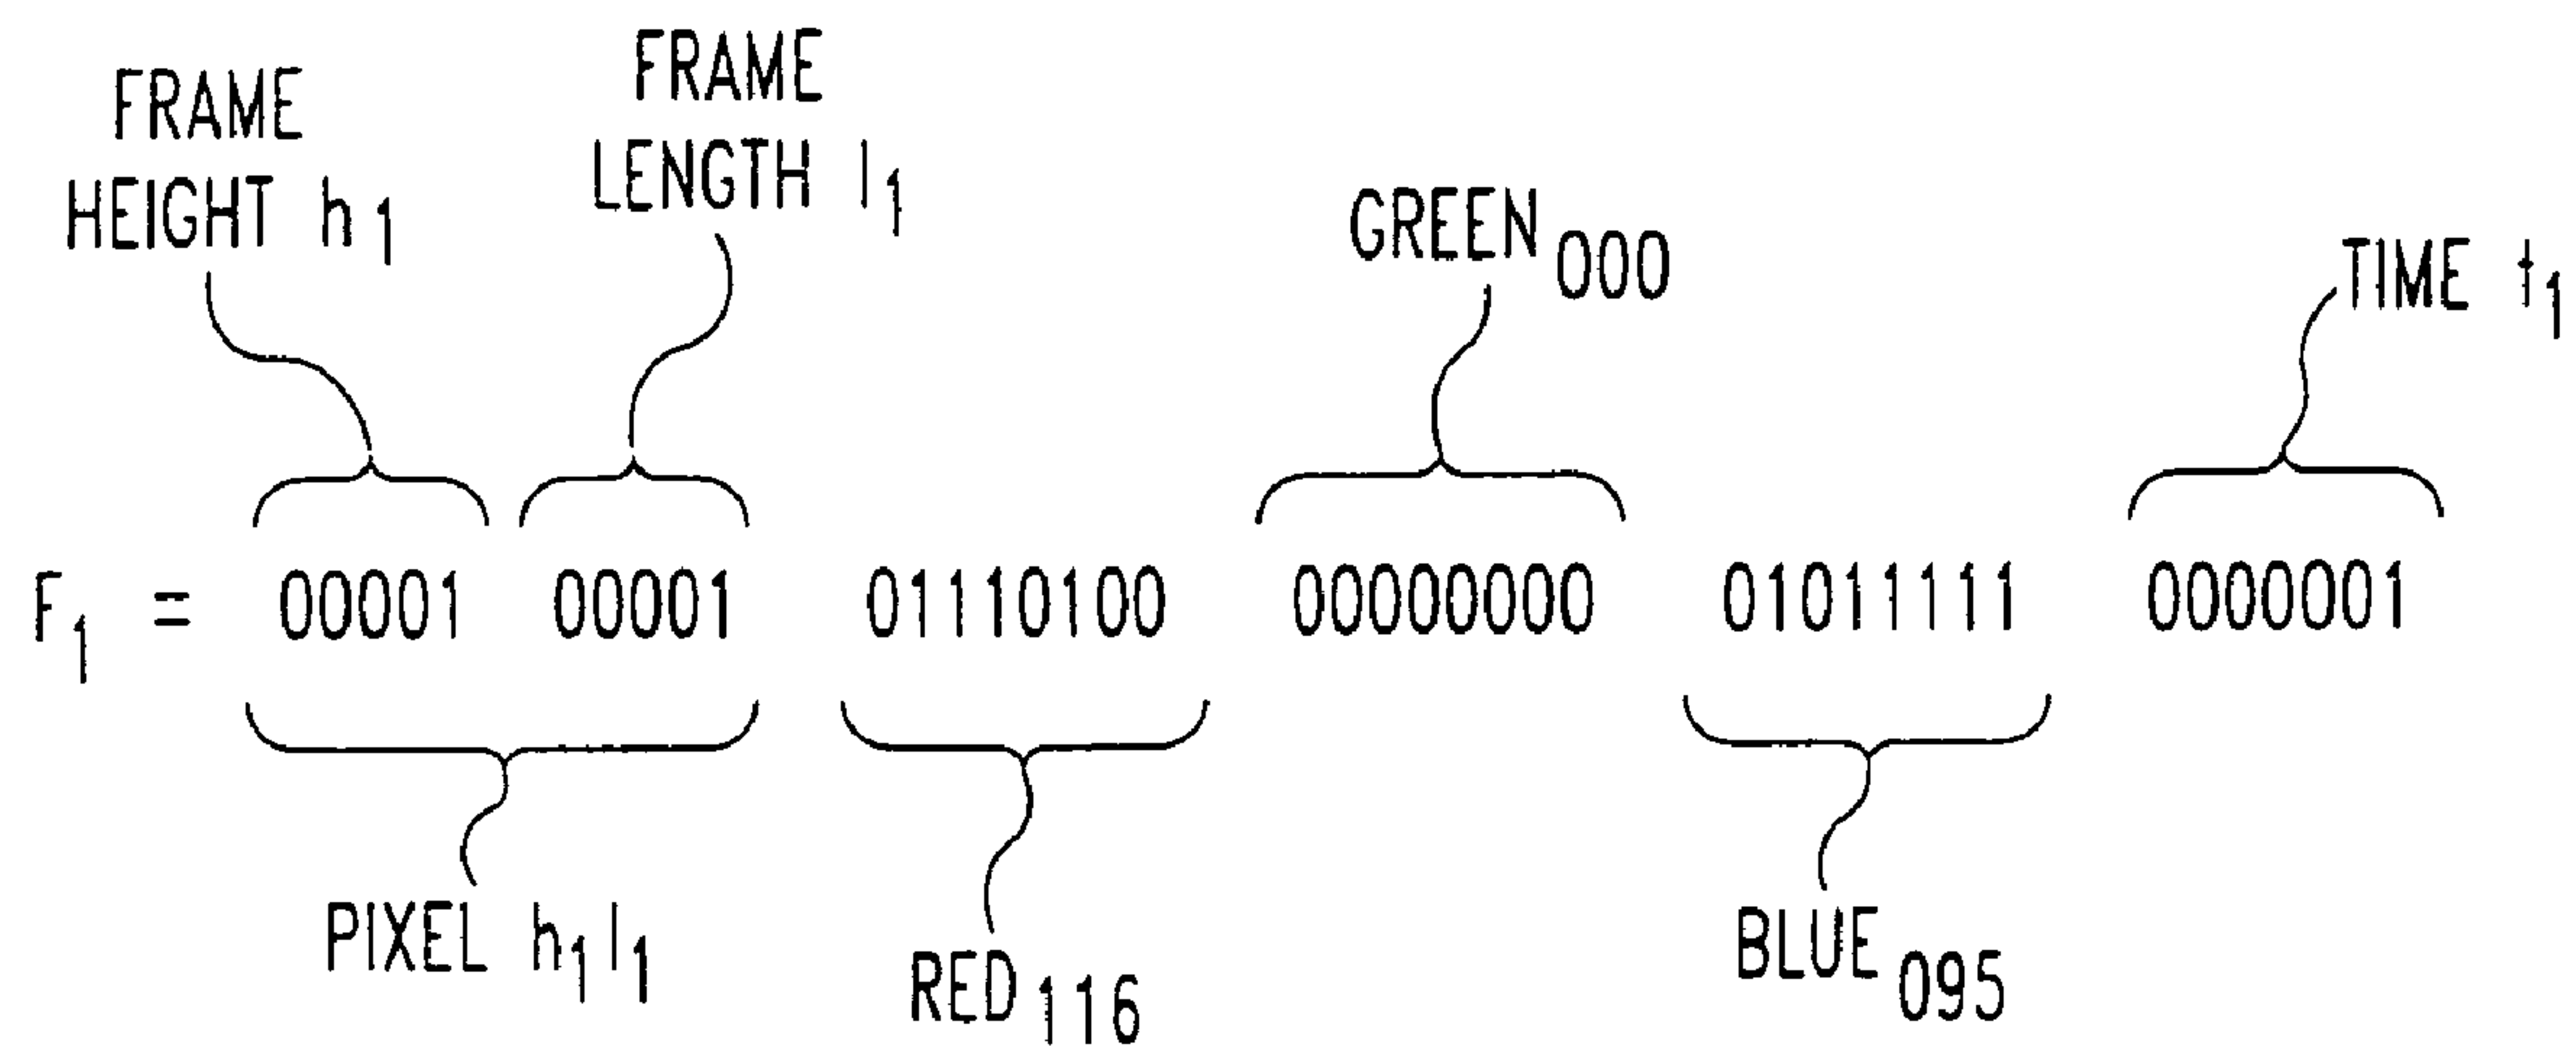 FRAME
HEIGHT h1
FRAME
LENGTH l1
GREEN000
TIME t1
F1 = 00001 00001 01110100 00000000 01011111 0000001
PIXEL h1l1
RED116
BLUE095